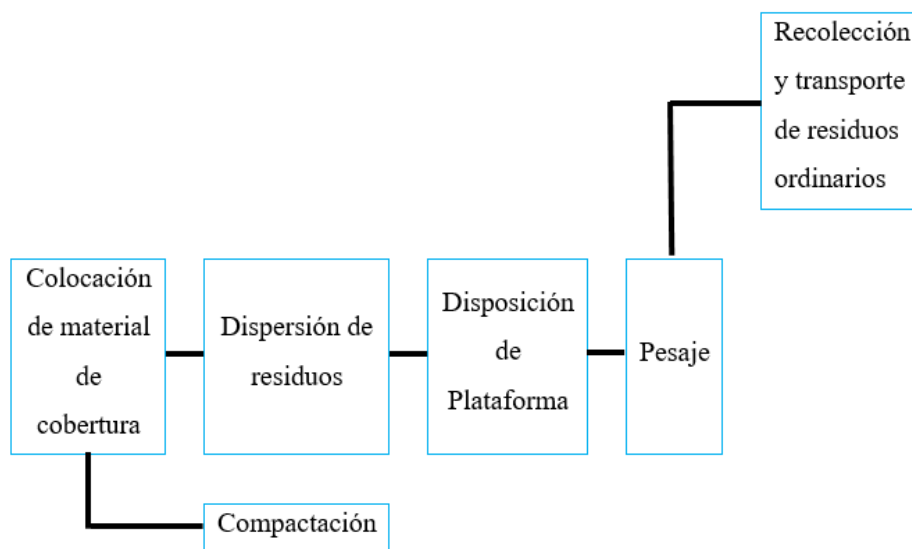 Recolección
y transporte
de residuos
ordinarios
Colocación
de material
de
cobertura
Dispersión de
residuos
Disposición
de
Plataforma
Pesaje
Compactación